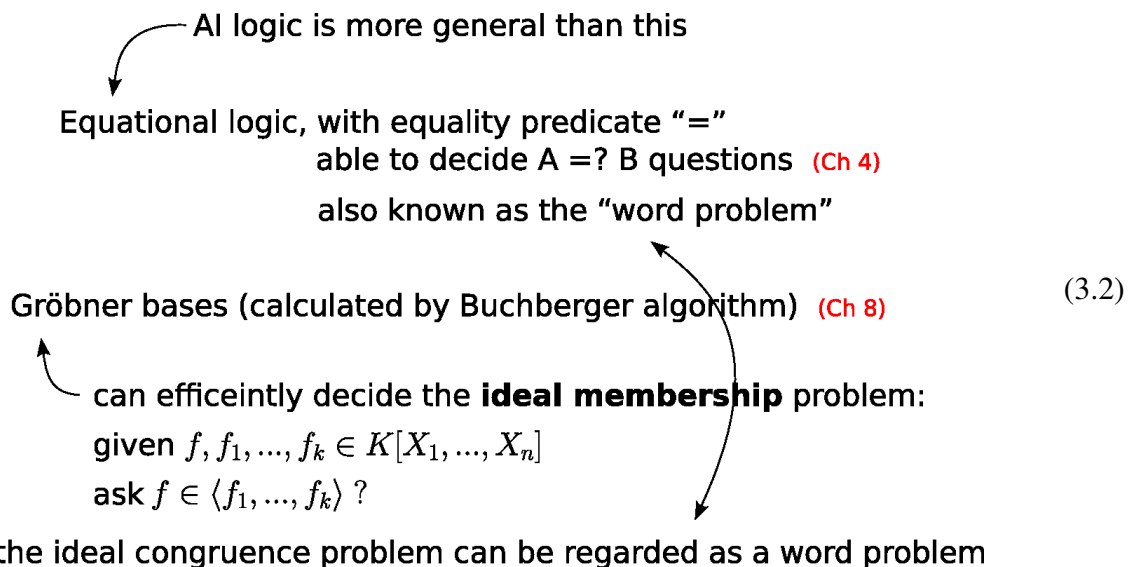 AI logic is more general than this
Equational logic, with equality predicate “=”
able to decide A =? B questions (Ch 4)
also known as the “word problem”
(3.2)
Gröbner bases (calculated by Buchberger algorithm) (Ch 8)
can efficeintly decide the ideal membership problem:
given f, f₁, ..., fₖ ∈ K[X₁, ..., Xₙ]
ask f ∈ ⟨f₁, ..., fₖ⟩ ?
the ideal congruence problem can be regarded as a word problem